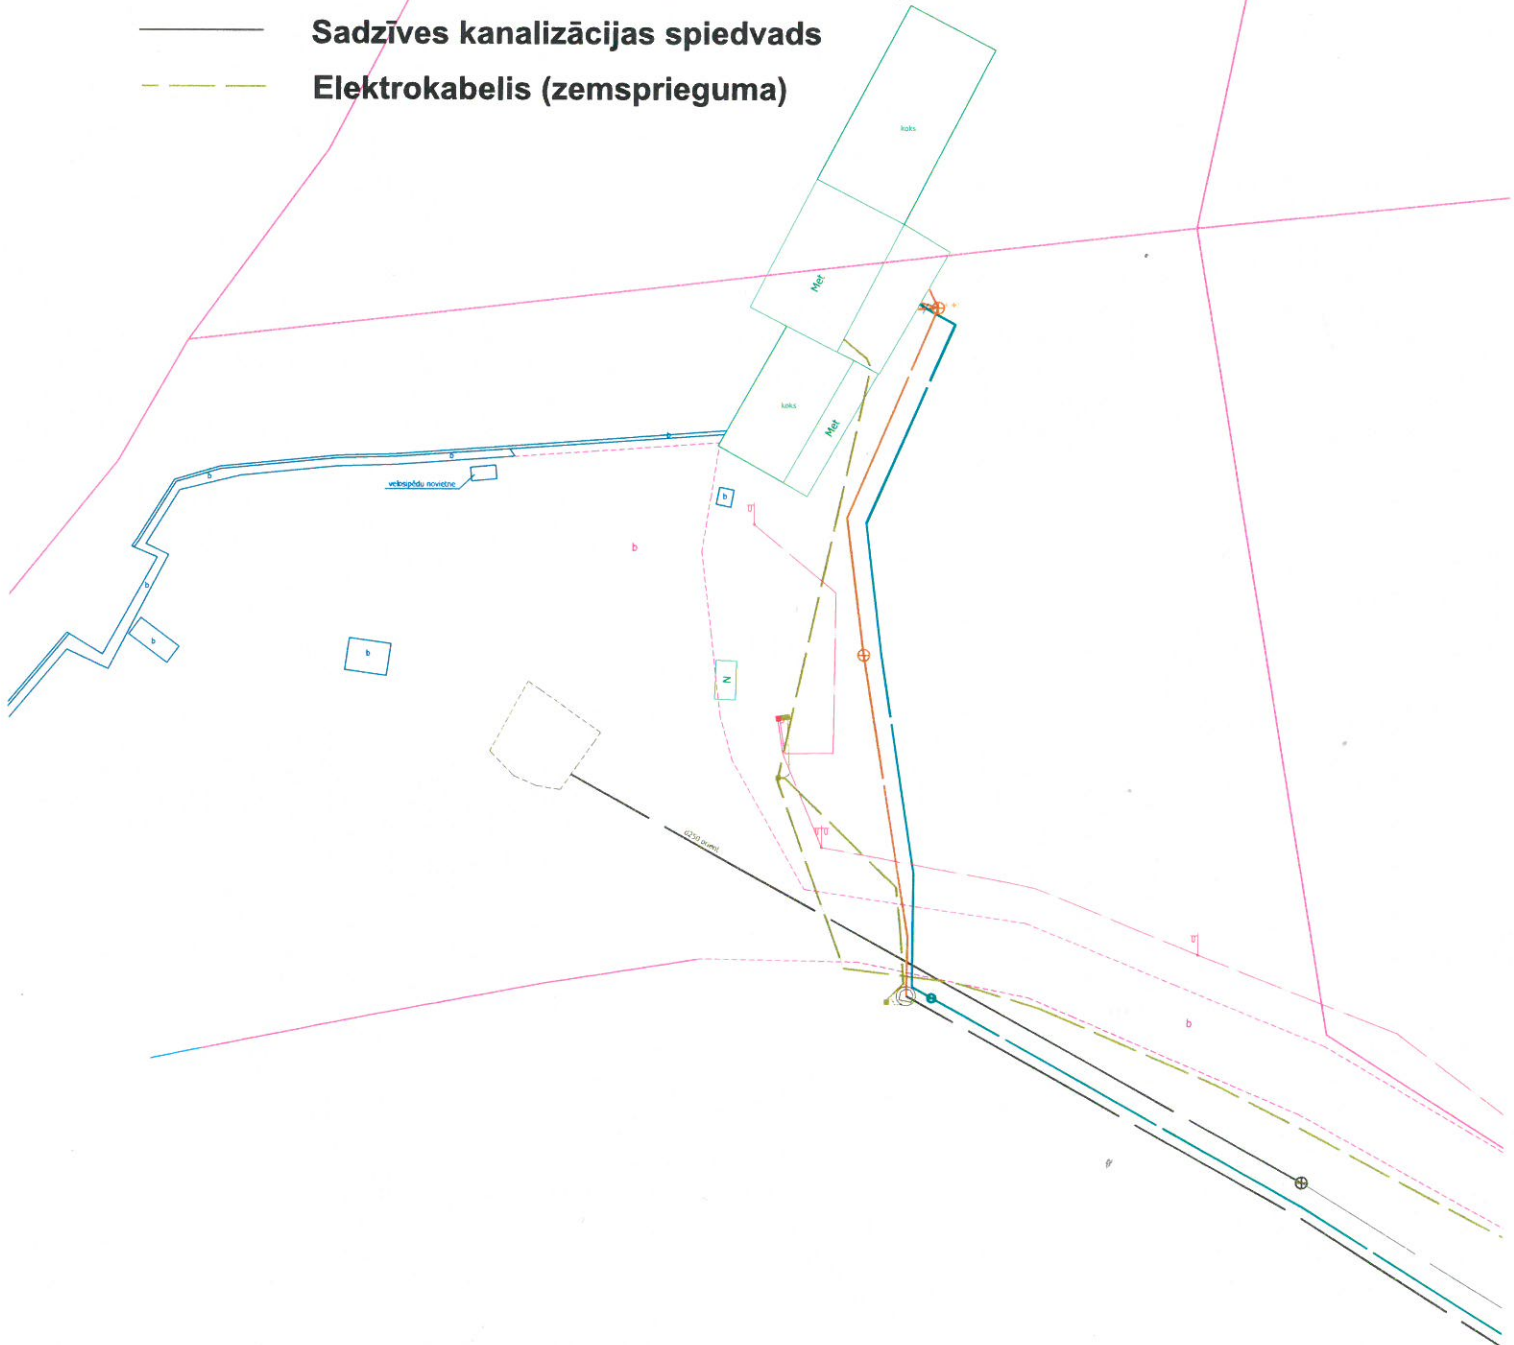 Sadzīves kanalizācijas spiedvads
Elektrokabelis (zemsprieguma)
koks
Met
koks
Met
b
b
b
velosipēdu novietne
b
b
b
b
b
N
b